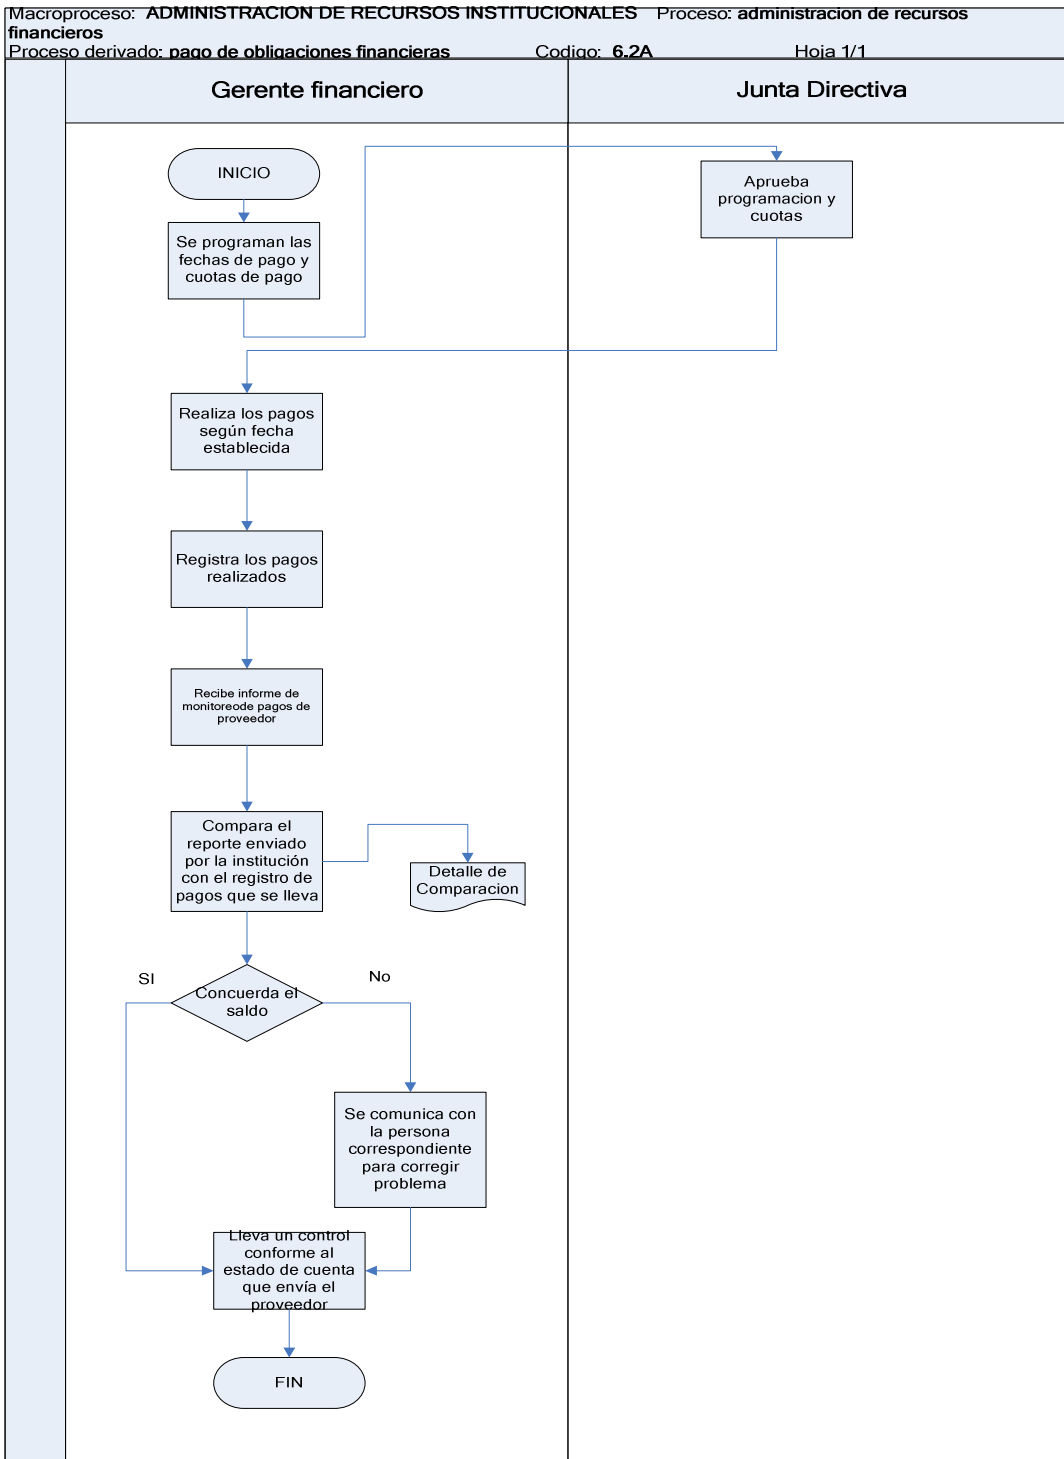 Macroproceso: ADMINISTRACION DE RECURSOS INSTITUCIONALES Proceso: administracion de recursos
financieros
Proceso derivado: pago de obligaciones financieras Codigo: 6.2A Hoja 1/1
Gerente financiero
Junta Directiva
INICIO
Aprueba
programacion y
cuotas
Se programan las
fechas de pago y
cuotas de pago
Realiza los pagos
según fecha
establecida
Registra los pagos
realizados
Recibe informe de
monitoreode pagos de
proveedor
Compara el
reporte enviado
por la institución
con el registro de
pagos que se lleva
Detalle de
Comparacion
SI
No
Concuerda el
saldo
Se comunica con
la persona
correspondiente
para corregir
problema
Lleva un control
conforme al
estado de cuenta
que envía el
proveedor
FIN